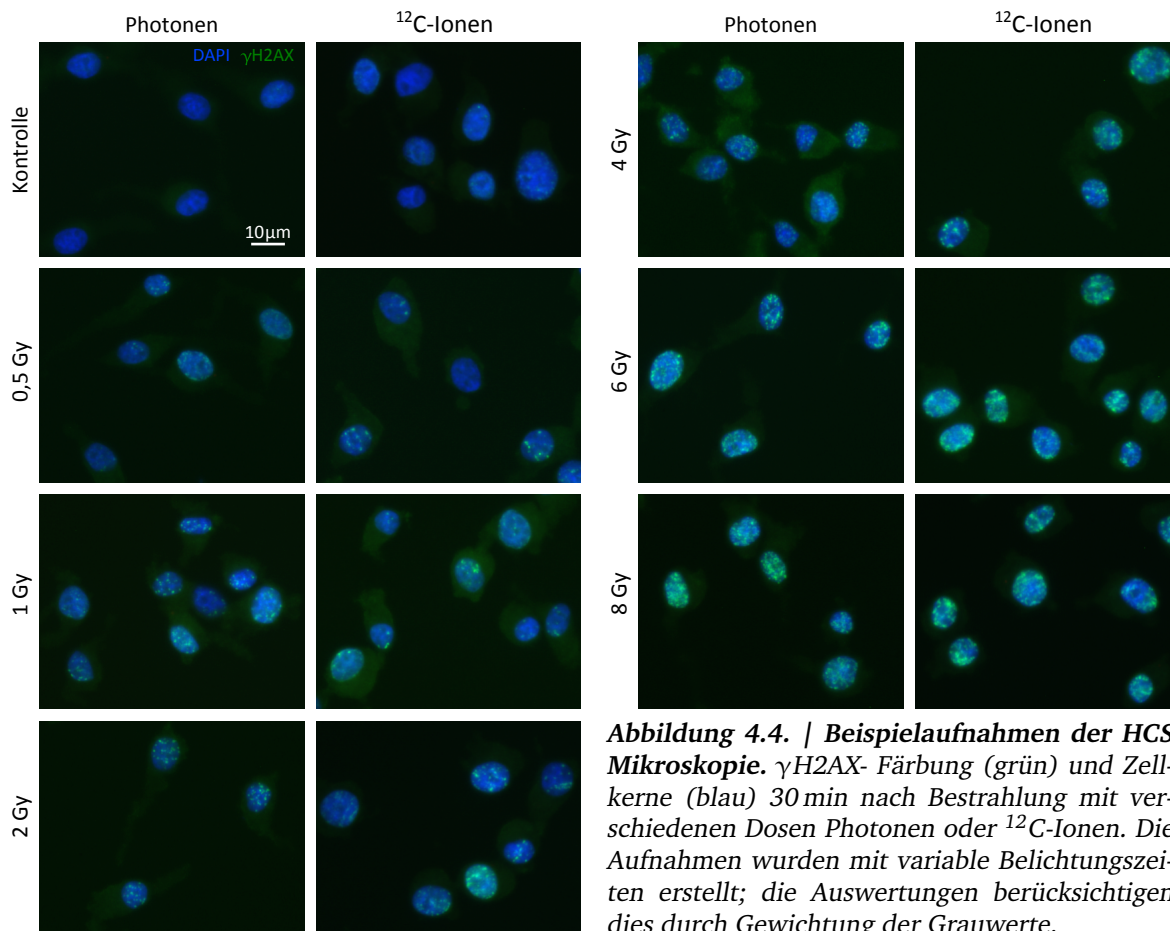 Photonen
¹²C-Ionen
Photonen
¹²C-Ionen
Kontrolle
DAPI γH2AX
10µm
4 Gy
0,5 Gy
6 Gy
1 Gy
8 Gy
2 Gy
Abbildung 4.4. | Beispielaufnahmen der HCS
Mikroskopie. γH2AX- Färbung (grün) und Zell-
kerne (blau) 30 min nach Bestrahlung mit ver-
schiedenen Dosen Photonen oder ¹²C-Ionen. Die
Aufnahmen wurden mit variable Belichtungszei-
ten erstellt; die Auswertungen berücksichtigen
dies durch Gewichtung der Grauwerte.